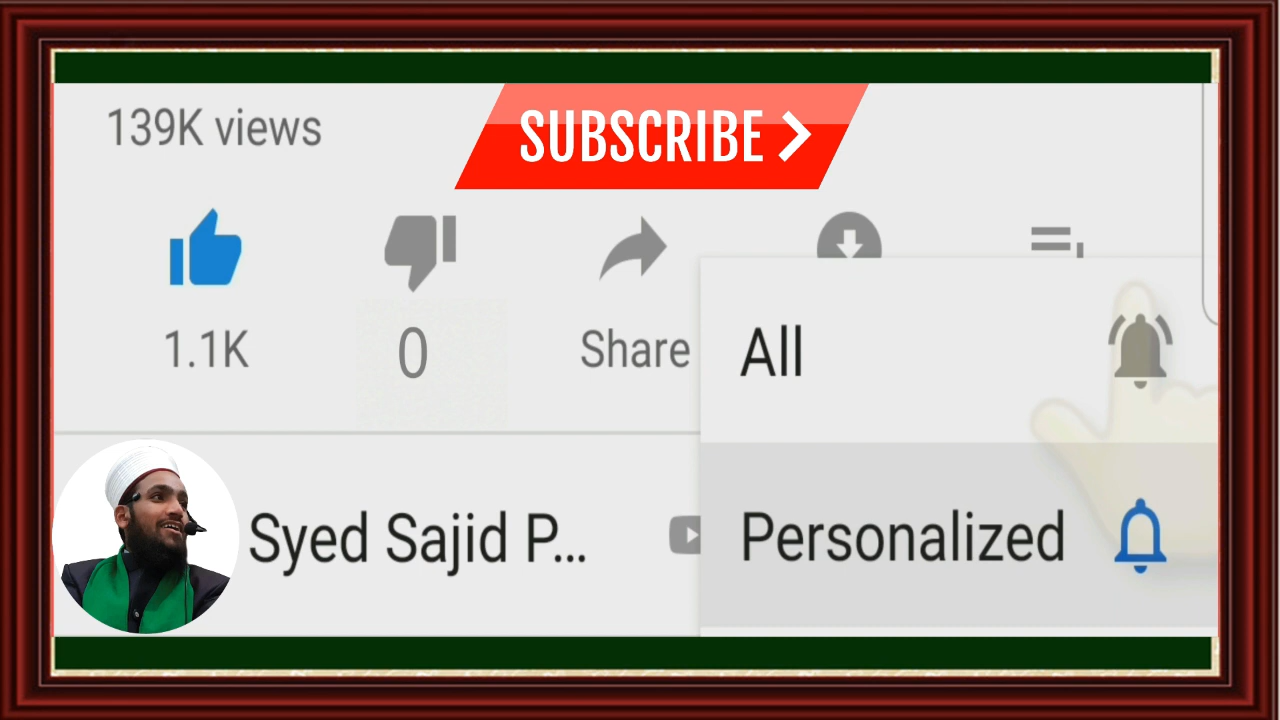 139K views
SUBSCRIBE
1.1K
0
Share
All
Syed Sajid P...
Personalized